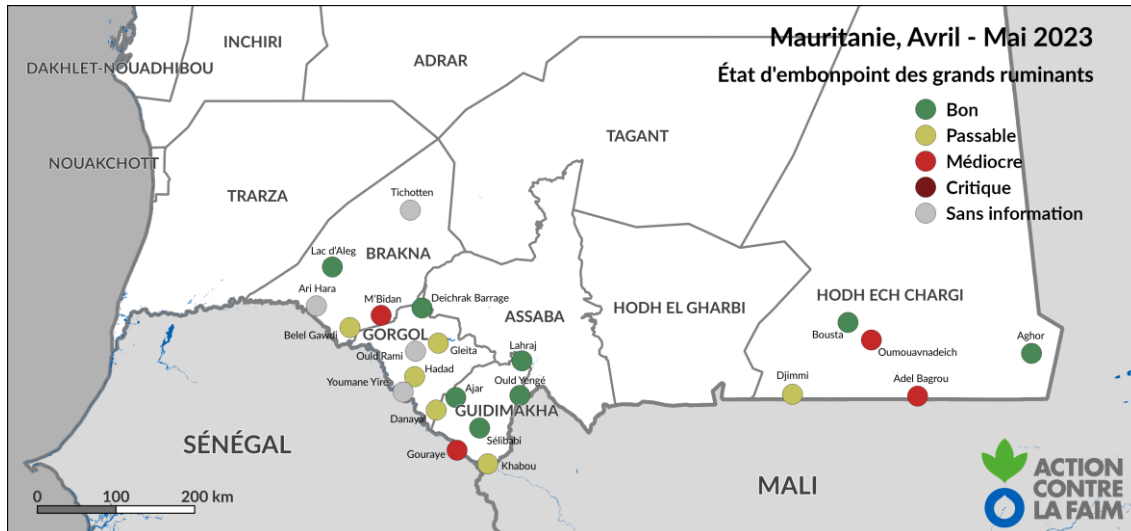 Mauritanie, Avril - Mai 2023
État d'embonpoint des grands ruminants
Bon
Passable
Médiocre
Critique
Sans information
INCHIRI
DAKHLET-NOUADHIBOU
ADRAR
TAGANT
NOUAKCHOTT
TRARZA
Tichotten
Lac d'Aleg
BRAKNA
Ari Hara
M'Bidan
Deichrak Barrage
HODH EL GHARBI
HODH ECH CHARGI
ASSABA
Belel Gawdi
GORGOL
Bousta
Aghor
Ould Rami
Gleita
Lahraj
Oumouavnadeich
Youmane Yire
Hadad
Ould Yengé
Djimmi
Adel Bagrou
Ajar
Danayal
GUIDIMAKHA
Sélibabi
SÉNÉGAL
Gouraye
Khabou
MALI
0 100 200 km
ACTION
CONTRE
LA FAIM